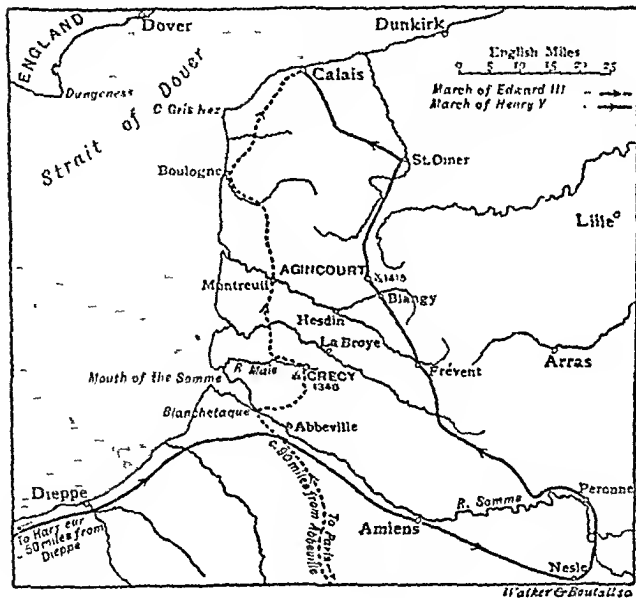 ENGLAND
Dover
Dunkirk
English Miles
0 5 10 15 20 25
March of Edward III
March of Henry V
Calais
Dungeness
C Gris Nez
Strait of Dover
St. Omer
Boulogne
Lille
AGINCOURT
1415
Montreuil
Blangy
Hesdin
La Broye
Frévent
Arras
R. Maie
CRECY
1346
Mouth of the Somme
Blanchetaque
Abbeville
Dieppe
To Harfleur
50 miles from
Dieppe
c. 90 miles from Abbeville
To Paris
Amiens
R. Somme
Peronne
Nesle
Walker & Boutall sc